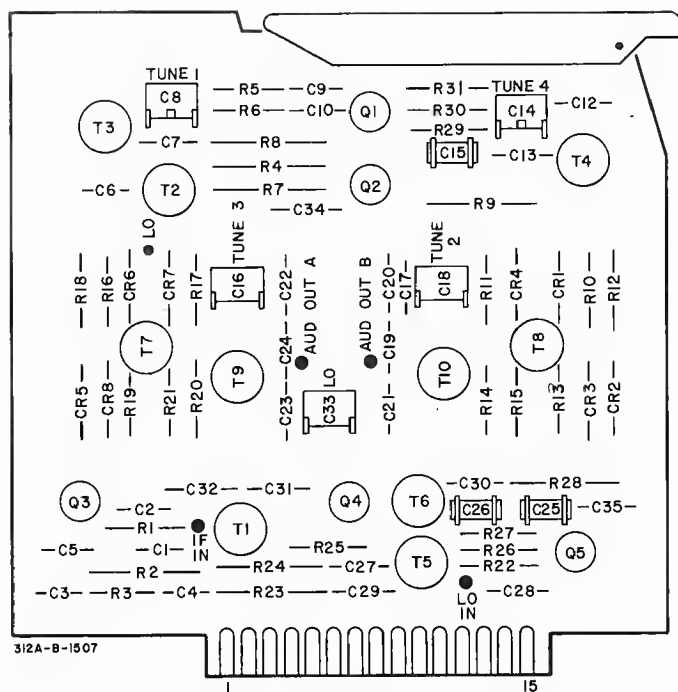 TUNE 1
C8
T3
R5
C9
R6
C10
Q1
R31
TUNE 4
R30
C14
C12
R29
C7
R8
C15
C13
T4
R4
C6
T2
R7
Q2
C34
R9
LO
TUNE 3
TUNE 2
R18
R16
CR6
CR7
R17
C16
C22
AUD OUT A
AUD OUT B
C20
C17
C18
R11
CR4
CR1
R10
R12
T7
T9
C24
C19
T10
T8
CR5
CR8
R19
R21
R20
C23
C33
LO
C21
R14
R15
R13
CR3
CR2
Q3
C32
C31
Q4
T6
C30
R28
C2
C26
C25
C35
R1
IF IN
T1
R27
C5
C1
R25
R26
Q5
R2
R24
C27
T5
R22
C3
R3
C4
R23
C29
LO IN
C28
312A-B-1507
1
15